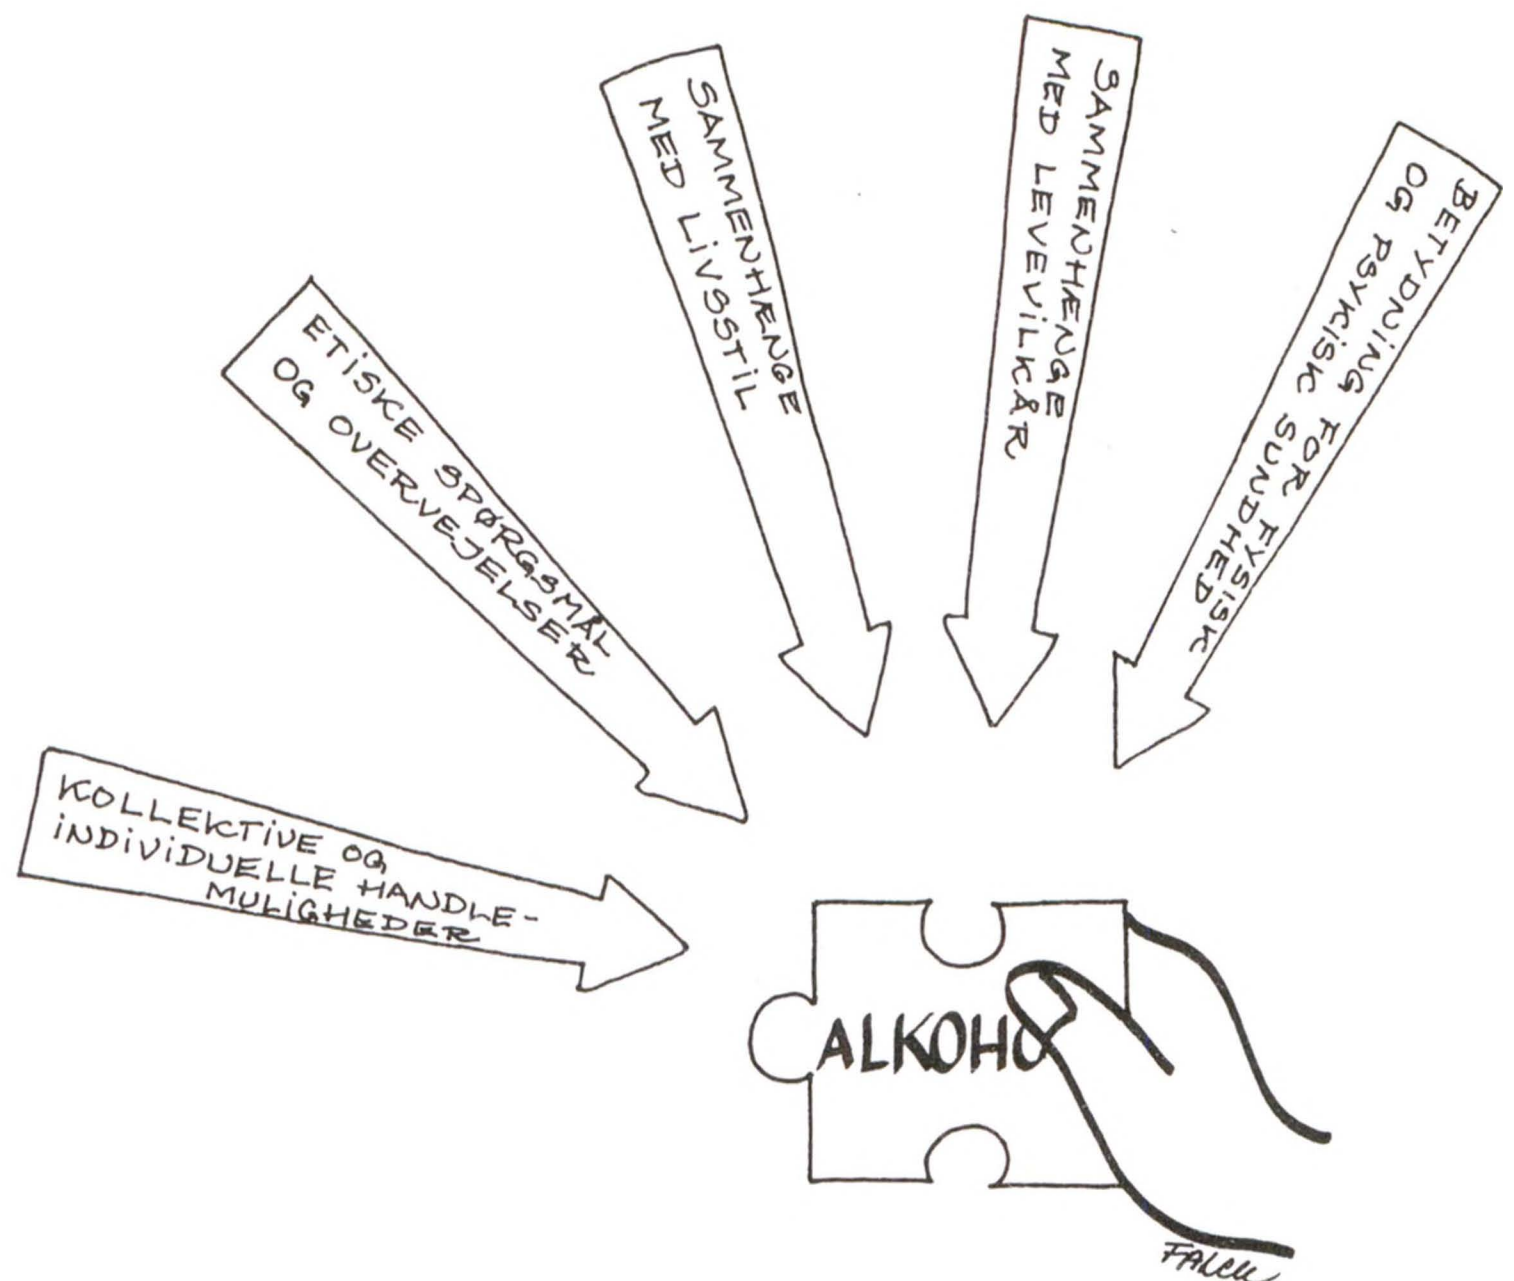 KOLLEKTIVE OG
INDIVIDUELLE HANDLE-
MULIGHEDER
ETISKE SPØRGSMÅL
OG OVERVEJELSER
SAMMENHÆNGE
MED LIVSSTIL
SAMMENHÆNGE
MED LEVEVILKÅR
BETYDNING FOR FYSISK
OG PSYKISK SUNDHED
ALKOHO
FALCK